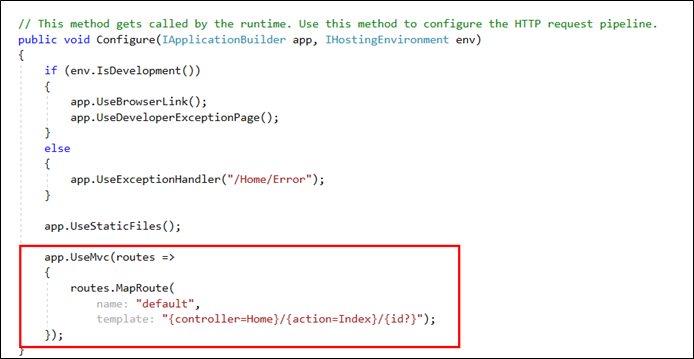 // This method gets called by the runtime. Use this method to configure the HTTP request pipeline.
public void Configure(IApplicationBuilder app, IHostingEnvironment env)
{
    if (env.IsDevelopment())
    {
        app.UseBrowserLink();
        app.UseDeveloperExceptionPage();
    }
    else
    {
        app.UseExceptionHandler("/Home/Error");
    }
    app.UseStaticFiles();
    app.UseMvc(routes =>
    {
        routes.MapRoute(
            name: "default",
            template: "{controller=Home}/{action=Index}/{id?}");
    });
}